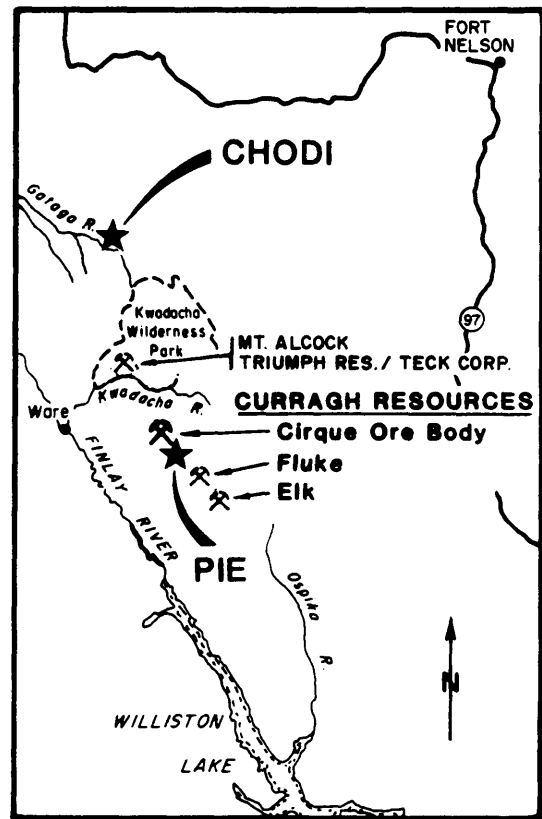 FORT
NELSON
CHODI
Gataga R.
Kwadacha
Wilderness
Park
97
MT. ALCOCK
TRIUMPH RES./ TECK CORP.
Kwadacha R.
CURRAGH RESOURCES
Ware
Cirque Ore Body
Fluke
Elk
FINLAY
RIVER
PIE
Ospika
R.
N
WILLISTON
LAKE